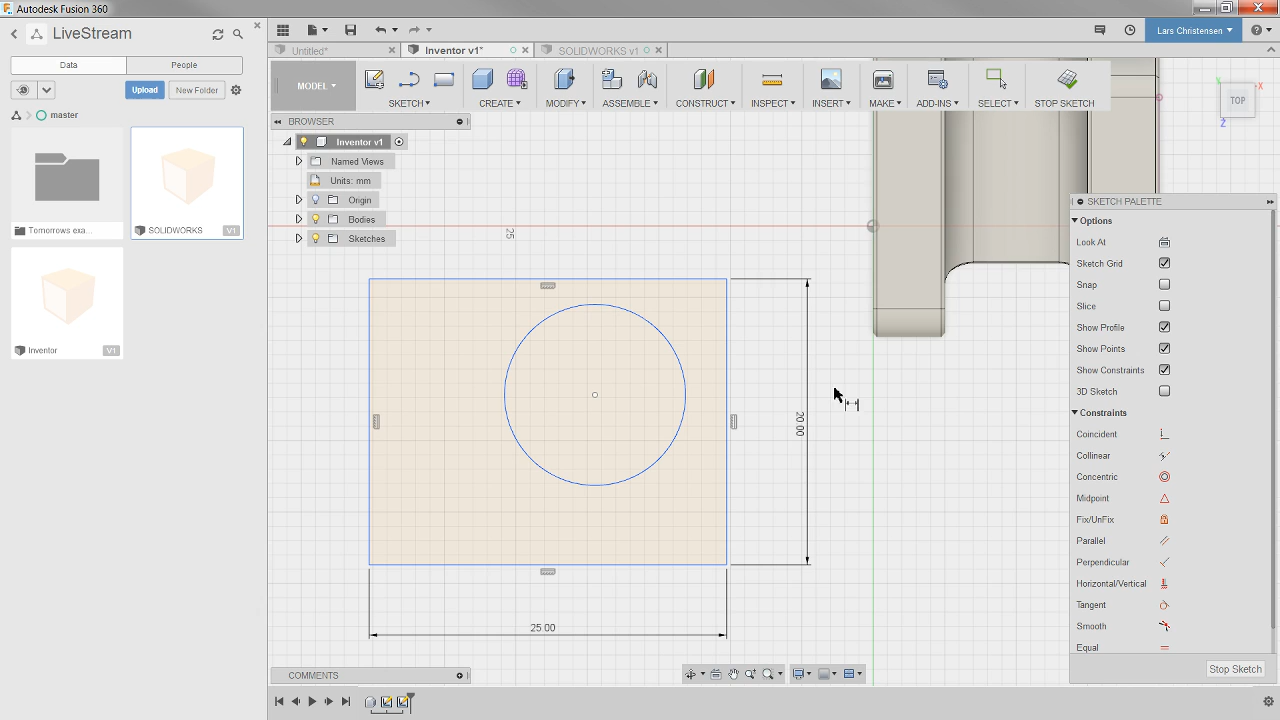 Autodesk Fusion 360
LiveStream
Data
People
Upload
New Folder
master
Tomorrows exa...
SOLIDWORKS
V1
Inventor
V1
Lars Christensen
Untitled*
Inventor v1*
SOLIDWORKS v1
MODEL
SKETCH
CREATE
MODIFY
ASSEMBLE
CONSTRUCT
INSPECT
INSERT
MAKE
ADD-INS
SELECT
STOP SKETCH
BROWSER
Inventor v1
Named Views
Units: mm
Origin
Bodies
Sketches
25
20.00
25.00
TOP
X
Y
Z
SKETCH PALETTE
Options
Look At
Sketch Grid
Snap
Slice
Show Profile
Show Points
Show Constraints
3D Sketch
Constraints
Coincident
Collinear
Concentric
Midpoint
Fix/UnFix
Parallel
Perpendicular
Horizontal/Vertical
Tangent
Smooth
Equal
Stop Sketch
COMMENTS